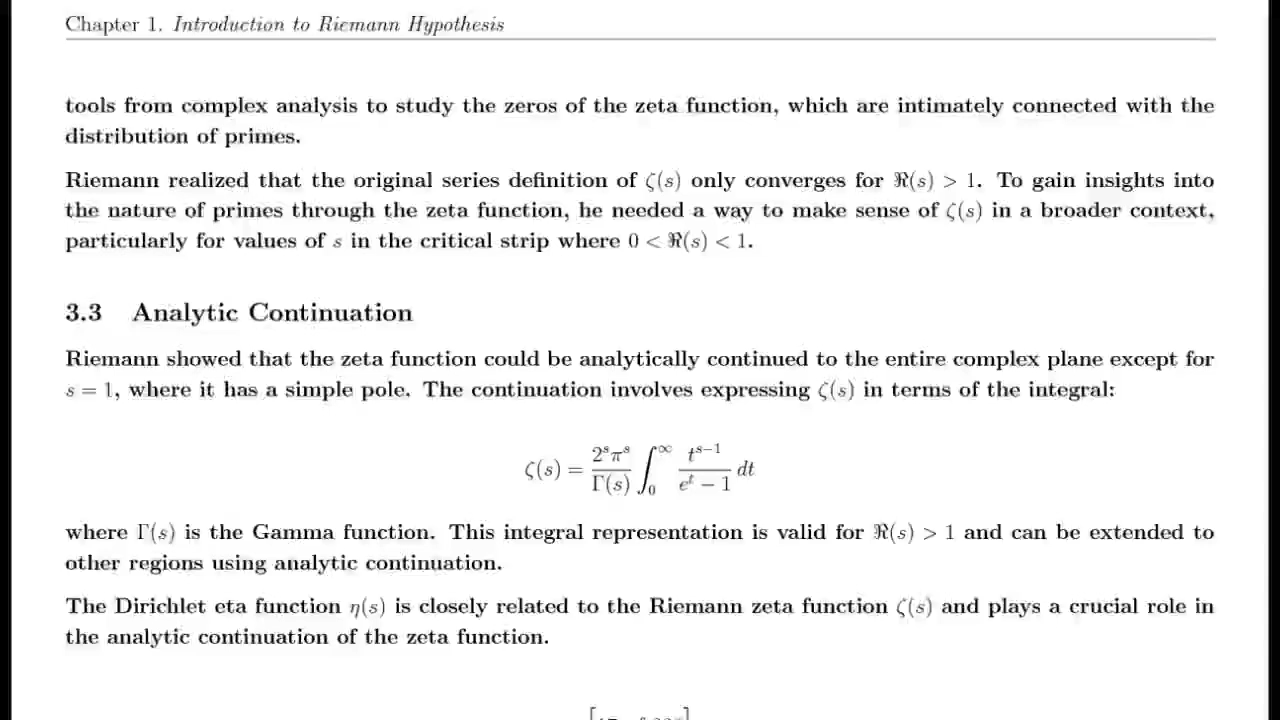 Chapter 1. Introduction to Riemann Hypothesis
tools from complex analysis to study the zeros of the zeta function, which are intimately connected with the
distribution of primes.
Riemann realized that the original series definition of ζ(s) only converges for ℜ(s) > 1. To gain insights into
the nature of primes through the zeta function, he needed a way to make sense of ζ(s) in a broader context,
particularly for values of s in the critical strip where 0 < ℜ(s) < 1.
3.3 Analytic Continuation
Riemann showed that the zeta function could be analytically continued to the entire complex plane except for
s = 1, where it has a simple pole. The continuation involves expressing ζ(s) in terms of the integral:
ζ(s) = 2^s π^s / Γ(s) ∫_0^∞ t^{s−1} / (e^t − 1) dt
where Γ(s) is the Gamma function. This integral representation is valid for ℜ(s) > 1 and can be extended to
other regions using analytic continuation.
The Dirichlet eta function η(s) is closely related to the Riemann zeta function ζ(s) and plays a crucial role in
the analytic continuation of the zeta function.